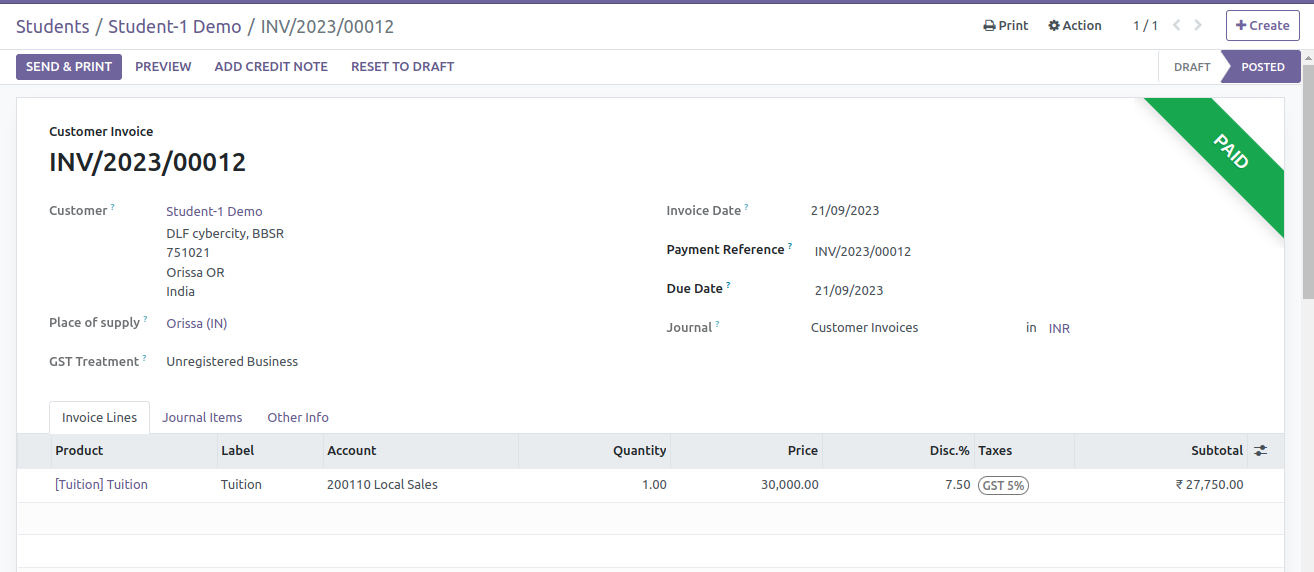 Students / Student-1 Demo / INV/2023/00012 Print Action 1 / 1 Create
SEND & PRINT PREVIEW ADD CREDIT NOTE RESET TO DRAFT DRAFT POSTED
PAID
Customer Invoice
INV/2023/00012
Customer ? Student-1 Demo Invoice Date ? 21/09/2023
DLF cybercity, BBSR
751021 Payment Reference ? INV/2023/00012
Orissa OR
India Due Date ? 21/09/2023
Place of supply ? Orissa (IN) Journal ? Customer Invoices in INR
GST Treatment ? Unregistered Business
Invoice Lines Journal Items Other Info
Product Label Account Quantity Price Disc.% Taxes Subtotal
[Tuition] Tuition Tuition 200110 Local Sales 1.00 30,000.00 7.50 GST 5% ₹ 27,750.00